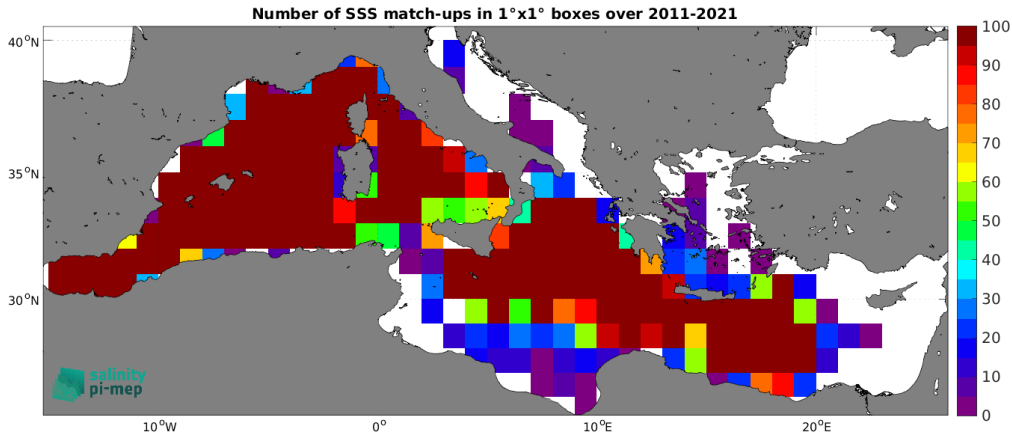 Number of SSS match-ups in 1°x1° boxes over 2011-2021
40°N
35°N
30°N
10°W
0°
10°E
20°E
100
90
80
70
60
50
40
30
20
10
0
salinity
pi-mep